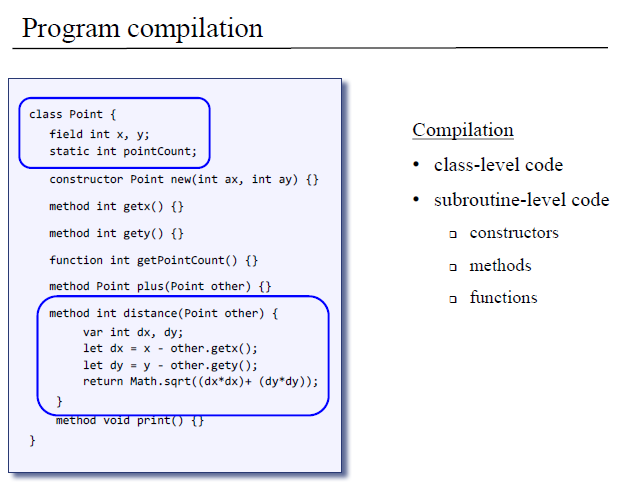 Program compilation
class Point {
field int x, y;
static int pointCount;
constructor Point new(int ax, int ay) {}
method int getx() {}
method int gety() {}
function int getPointCount() {}
method Point plus(Point other) {}
method int distance(Point other) {
var int dx, dy;
let dx = x - other.getx();
let dy = y - other.gety();
return Math.sqrt((dx*dx)+ (dy*dy));
}
method void print() {}
}
Compilation
• class-level code
• subroutine-level code
❑ constructors
❑ methods
❑ functions